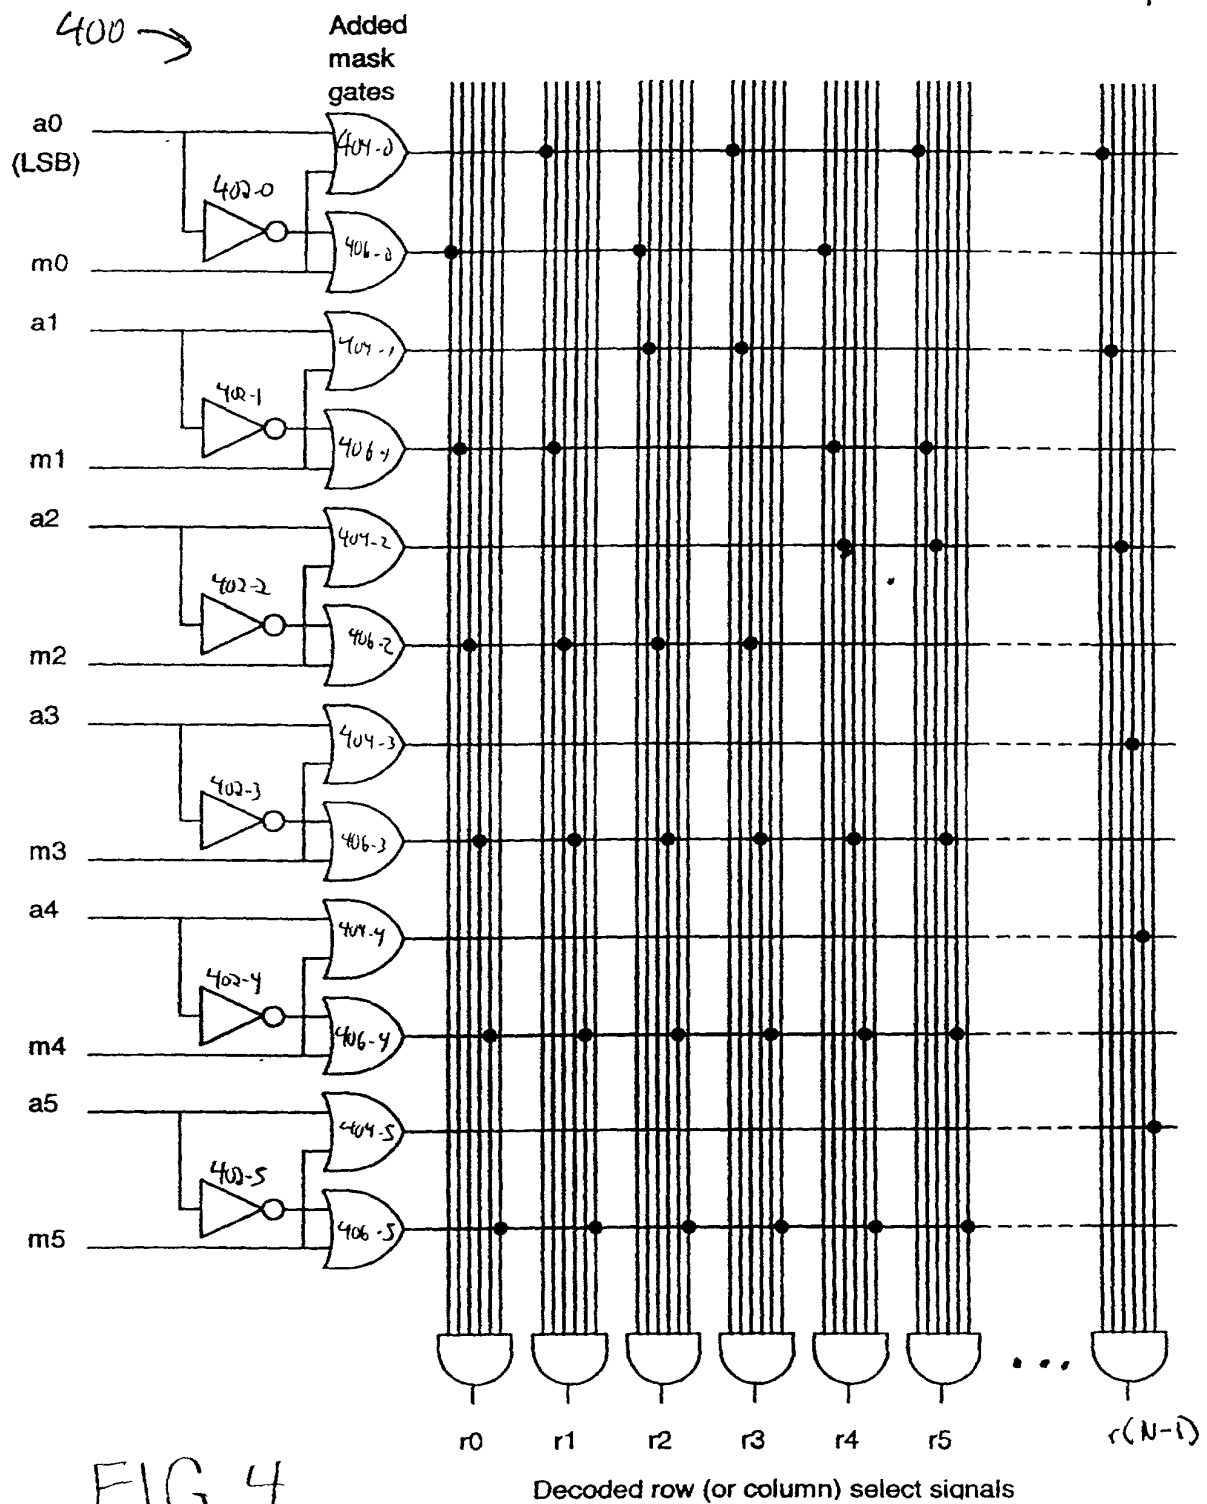 400
Added
mask
gates
a0
(LSB)
404-0
402-0
406-0
m0
a1
404-1
402-1
406-1
m1
a2
404-2
402-2
406-2
m2
a3
404-3
402-3
406-3
m3
a4
404-4
402-4
406-4
m4
a5
404-5
402-5
406-5
m5
...
r0 r1 r2 r3 r4 r5 r(N-1)
Decoded row (or column) select signals
FIG 4